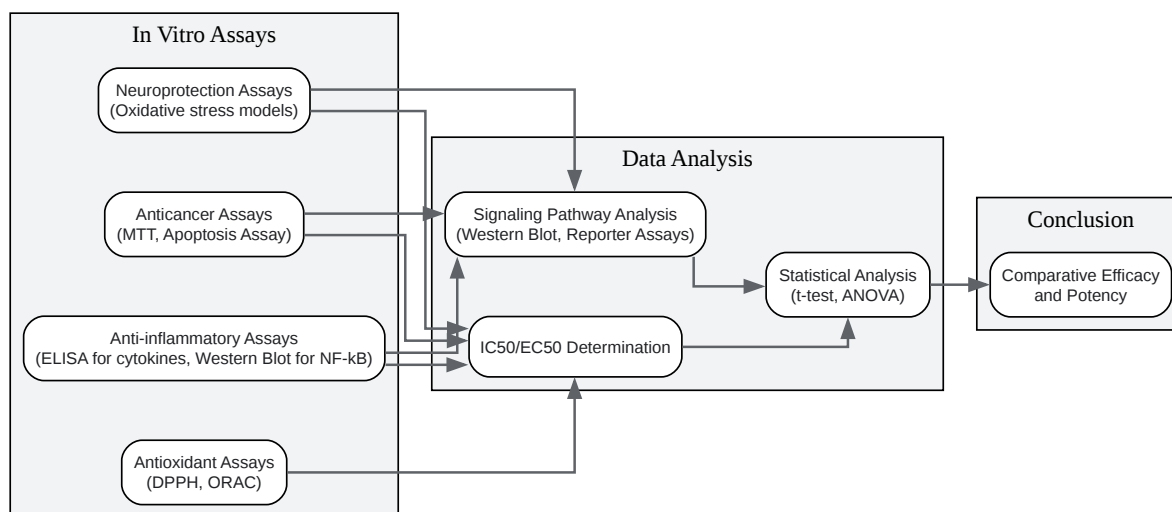 In Vitro Assays
Neuroprotection Assays
(Oxidative stress models)
Anticancer Assays
(MTT, Apoptosis Assay)
Anti-inflammatory Assays
(ELISA for cytokines, Western Blot for NF-kB)
Antioxidant Assays
(DPPH, ORAC)
Data Analysis
Signaling Pathway Analysis
(Western Blot, Reporter Assays)
IC50/EC50 Determination
Statistical Analysis
(t-test, ANOVA)
Conclusion
Comparative Efficacy
and Potency